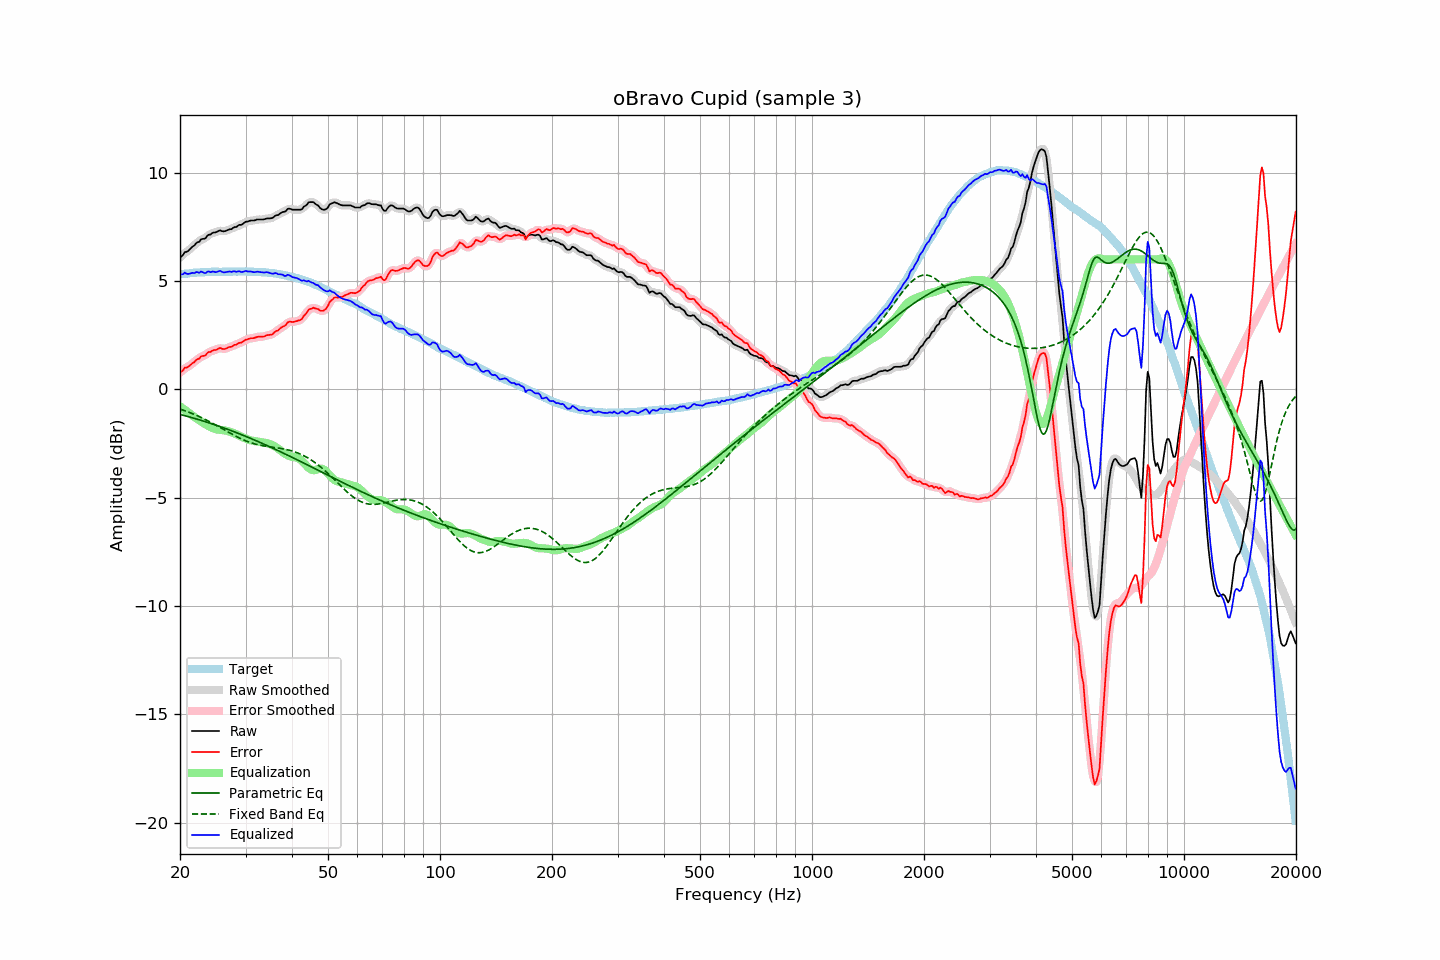 oBravo Cupid (sample 3)
Amplitude (dBr)
10
5
0
−5
−10
−15
−20
Target
Raw Smoothed
Error Smoothed
Raw
Error
Equalization
Parametric Eq
Fixed Band Eq
Equalized
20 50 100 200 500 1000 2000 5000 10000 20000
Frequency (Hz)